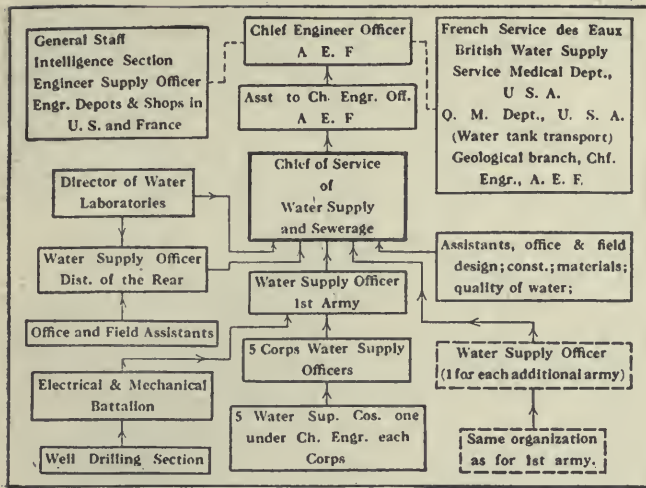 General Staff
Intelligence Section
Engineer Supply Officer
Engr. Depots & Shops in
U. S. and France
Chief Engineer Officer
A E. F
Asst to Ch. Engr. Off.
A E. F
French Service des Eaux
British Water Supply
Service Medical Dept.,
U S. A.
Q. M. Dept., U. S. A.
(Water tank transport)
Geological branch, Chf.
Engr., A. E. F.
Chief of Service
of
Water Supply
and Sewerage
Director of Water
Laboratories
Water Supply Officer
Dist. of the Rear
Office and Field Assistants
Electrical & Mechanical
Battalion
Well Drilling Section
Water Supply Officer
1st Army
5 Corps Water Supply
Officers
5 Water Sup. Cos. one
under Ch. Engr. each
Corps
Assistants, office & field
design; const.; materials;
quality of water;
Water Supply Officer
(1 for each additional army)
Same organization
as for 1st army.